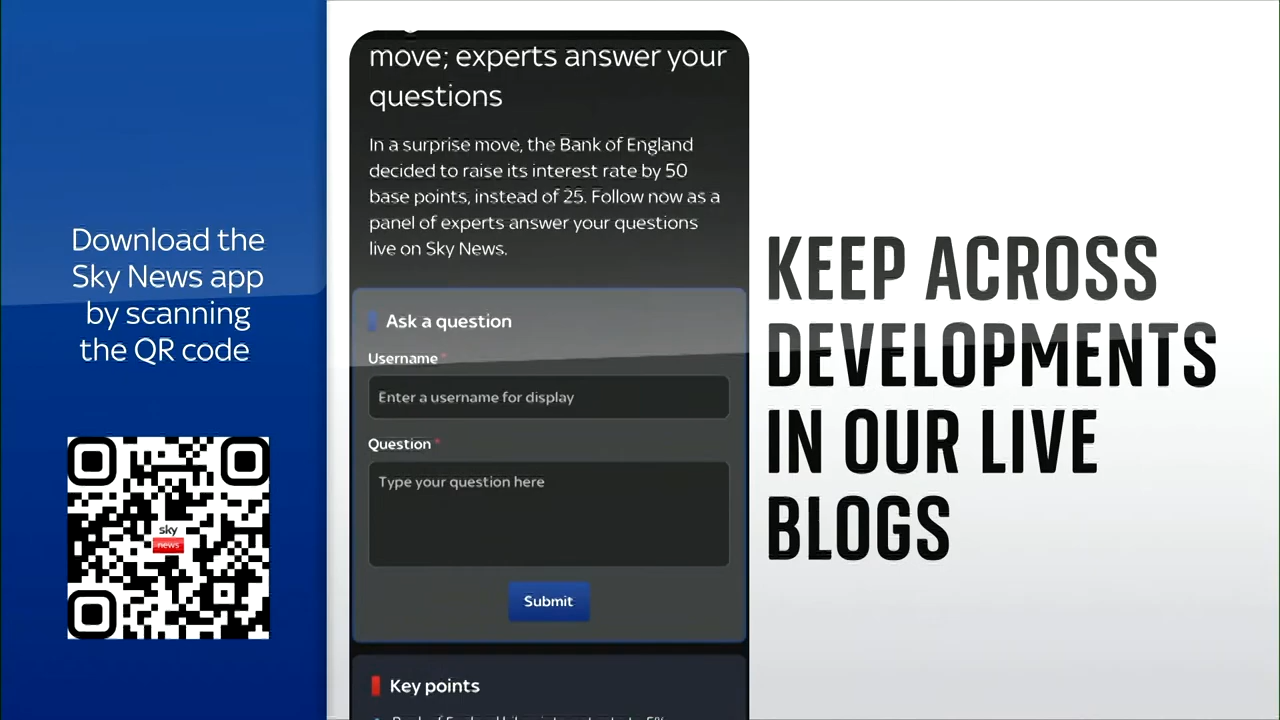 Download the
Sky News app
by scanning
the QR code
sky
news
move; experts answer your
questions
In a surprise move, the Bank of England
decided to raise its interest rate by 50
base points, instead of 25. Follow now as a
panel of experts answer your questions
live on Sky News.
Ask a question
Username *
Enter a username for display
Question *
Type your question here
Submit
Key points
KEEP ACROSS
DEVELOPMENTS
IN OUR LIVE
BLOGS